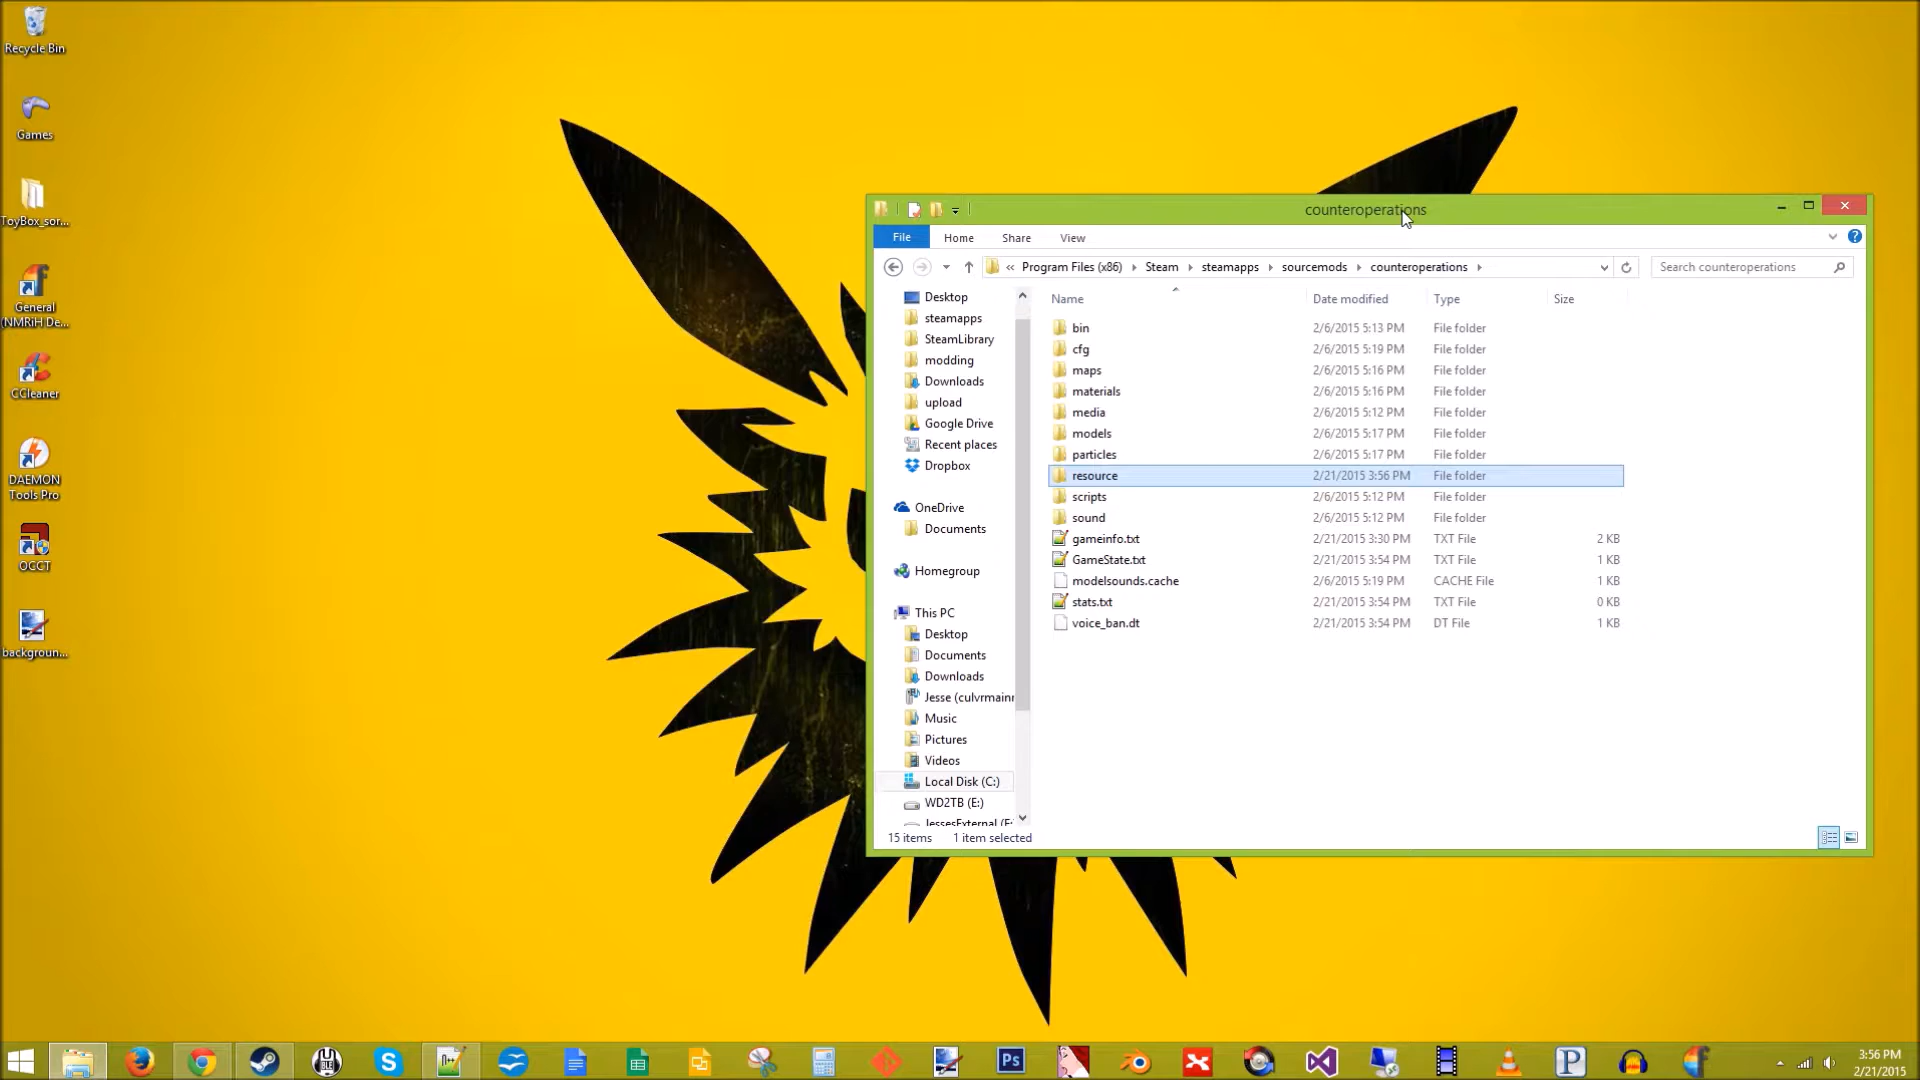 Recycle Bin
Games
ToyBox_sor...
General
(NMRiH De...
CCleaner
DAEMON
Tools Pro
OCCT
backgroun...
counteroperations
File Home Share View
« Program Files (x86) Steam steamapps sourcemods counteroperations
Search counteroperations
Desktop
steamapps
SteamLibrary
modding
Downloads
upload
Google Drive
Recent places
Dropbox
OneDrive
Documents
Homegroup
This PC
Desktop
Documents
Downloads
Jesse (culvrmainr
Music
Pictures
Videos
Local Disk (C:)
WD2TB (E:)
JessesExternal (F:
Name Date modified Type Size
bin 2/6/2015 5:13 PM File folder
cfg 2/6/2015 5:19 PM File folder
maps 2/6/2015 5:16 PM File folder
materials 2/6/2015 5:16 PM File folder
media 2/6/2015 5:12 PM File folder
models 2/6/2015 5:17 PM File folder
particles 2/6/2015 5:17 PM File folder
resource 2/21/2015 3:56 PM File folder
scripts 2/6/2015 5:12 PM File folder
sound 2/6/2015 5:12 PM File folder
gameinfo.txt 2/21/2015 3:30 PM TXT File 2 KB
GameState.txt 2/21/2015 3:54 PM TXT File 1 KB
modelsounds.cache 2/6/2015 5:19 PM CACHE File 1 KB
stats.txt 2/21/2015 3:54 PM TXT File 0 KB
voice_ban.dt 2/21/2015 3:54 PM DT File 1 KB
15 items 1 item selected
Ps
P
3:56 PM
2/21/2015